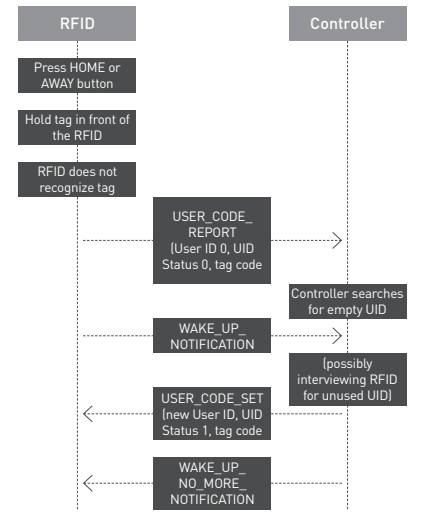 RFID
Controller
Press HOME or
AWAY button
Hold tag in front of
the RFID
RFID does not
recognize tag
USER_CODE_
REPORT
(User ID 0, UID
Status 0, tag code
Controller searches
for empty UID
WAKE_UP_
NOTIFICATION
(possibly
interviewing RFID
for unused UID)
USER_CODE_SET
(new User ID, UID
Status 1, tag code
WAKE_UP_
NO_MORE_
NOTIFICATION